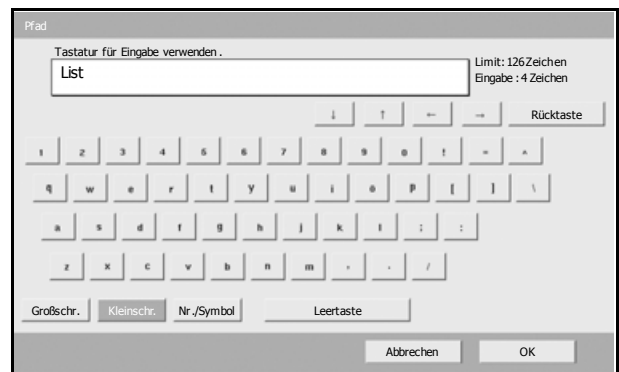 Pfad
Tastatur für Eingabe verwenden.
List
Limit: 126 Zeichen
Eingabe : 4 Zeichen
↓ ↑ ← → Rücktaste
1 2 3 4 5 6 7 8 9 0 ! - ^
q w e r t y u i o p [ ] \
a s d f g h j k l ; :
z x c v b n m , . /
Großschr. Kleinschr. Nr./Symbol Leertaste
Abbrechen OK